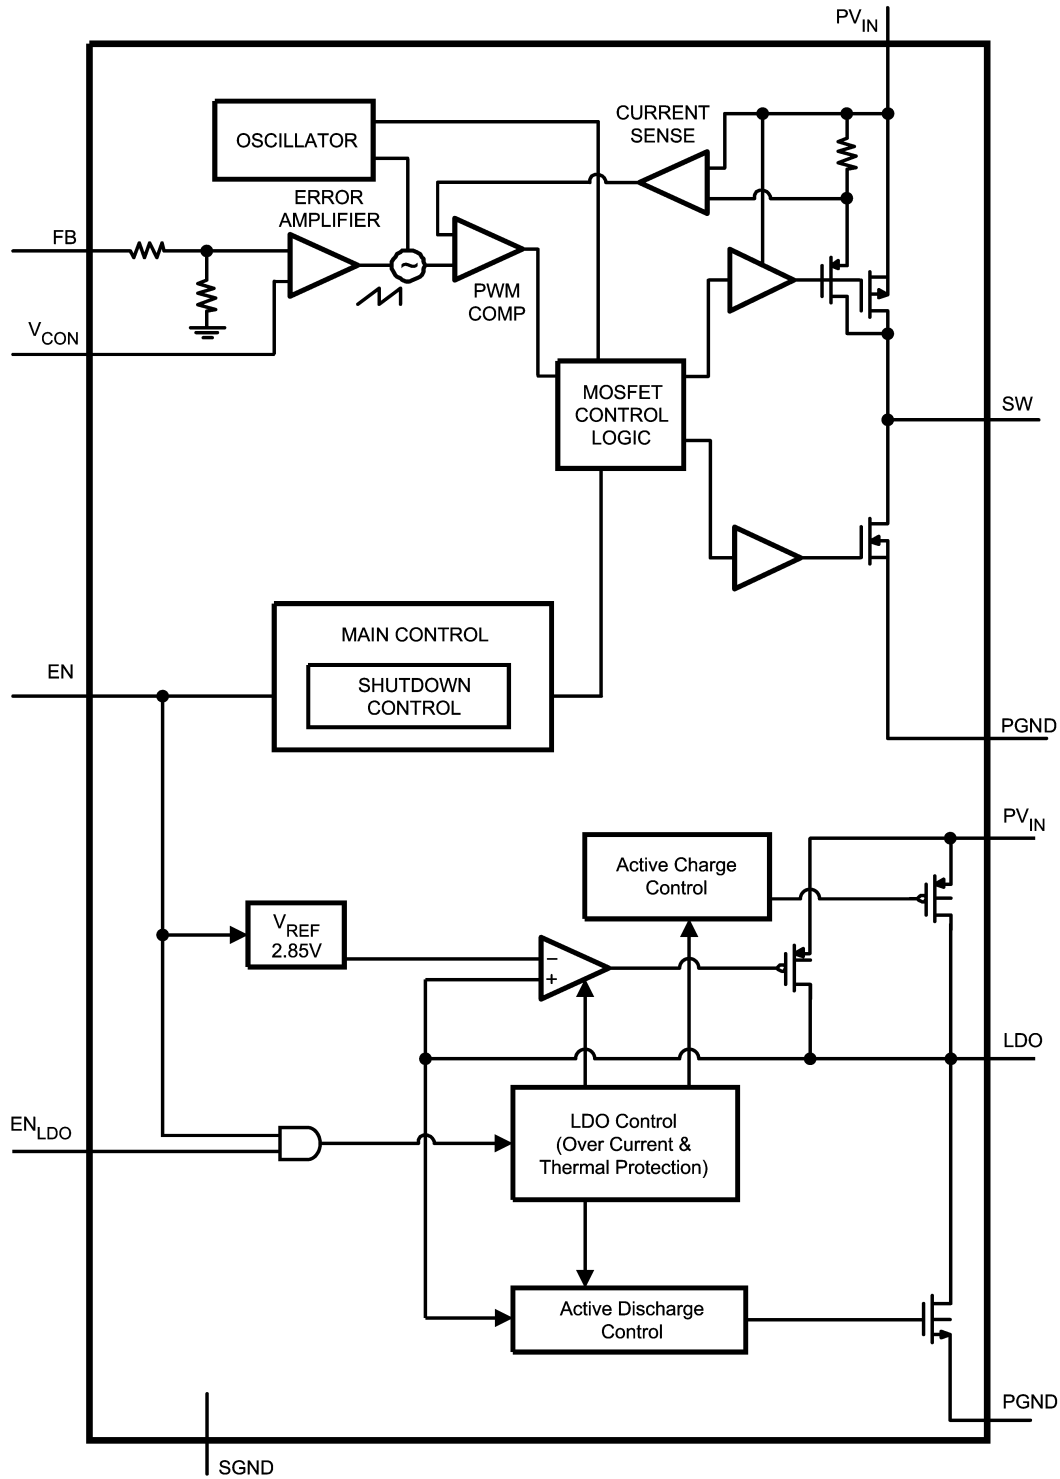 PVIN
OSCILLATOR
CURRENT
SENSE
ERROR
AMPLIFIER
FB
~
PWM
COMP
VCON
MOSFET
CONTROL
LOGIC
SW
MAIN CONTROL
SHUTDOWN
CONTROL
EN
PGND
PVIN
Active Charge
Control
VREF
2.85V
−
+
LDO
ENLDO
LDO Control
(Over Current &
Thermal Protection)
Active Discharge
Control
PGND
SGND